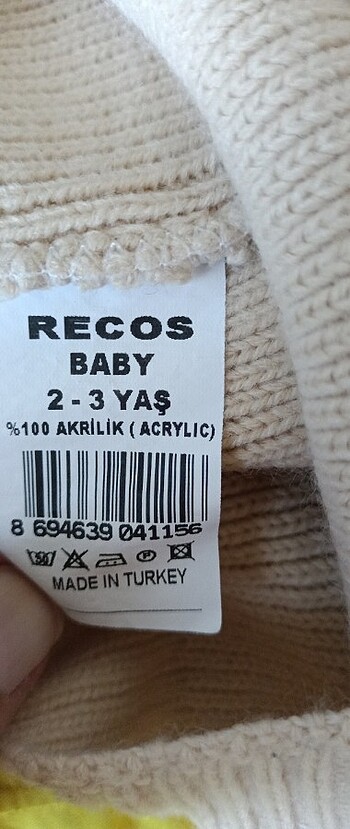 RECOS
BABY
2 - 3 YAŞ
%100 AKRİLİK ( ACRYLIC)
8 694639 041156
MADE IN TURKEY